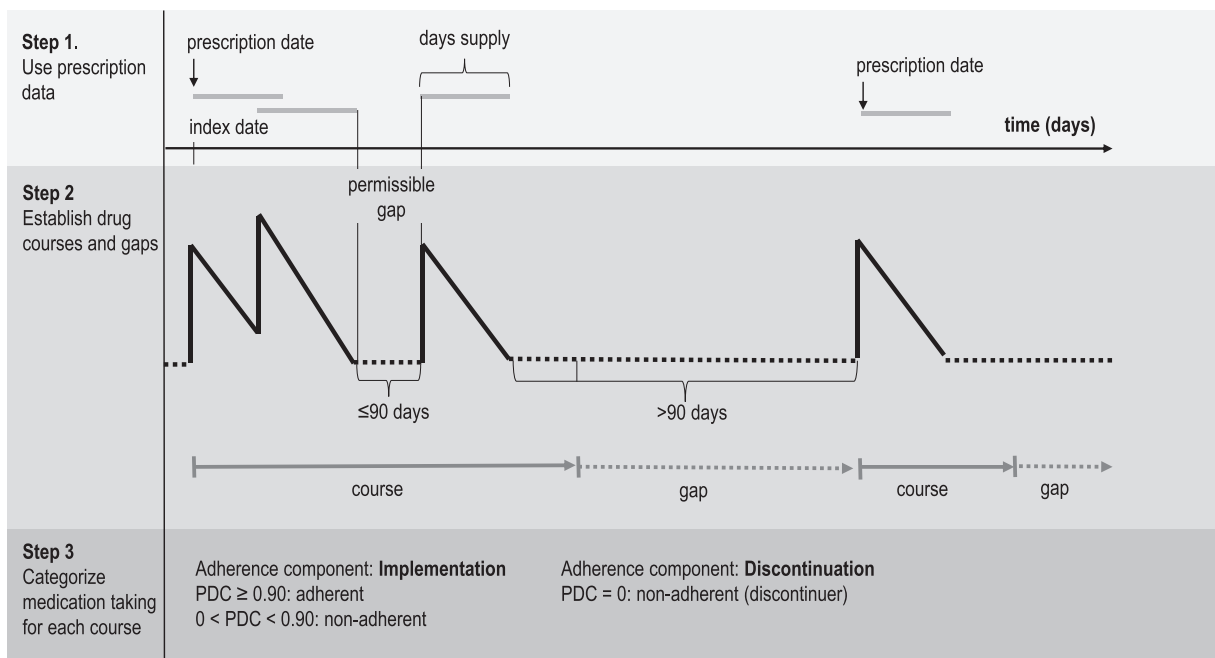 Step 1.
Use prescription
data
prescription date
days supply
prescription date
index date
time (days)
Step 2
Establish drug
courses and gaps
permissible
gap
≤90 days
>90 days
course
gap
course
gap
Step 3
Categorize
medication taking
for each course
Adherence component: Implementation
PDC ≥ 0.90: adherent
0 < PDC < 0.90: non-adherent
Adherence component: Discontinuation
PDC = 0: non-adherent (discontinuer)